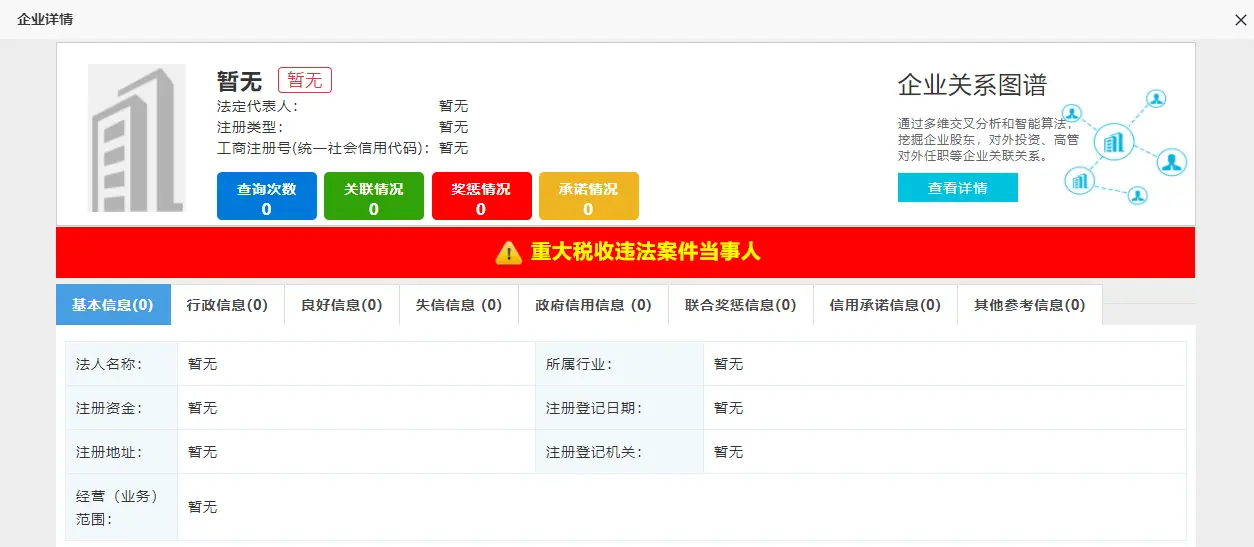 企业详情
暂无 暂无
法定代表人： 暂无
注册类型： 暂无
工商注册号(统一社会信用代码)： 暂无
查询次数 关联情况 奖惩情况 承诺情况
0 0 0 0
企业关系图谱
通过多维交叉分析和智能算法，
挖掘企业股东，对外投资、高管
对外任职等企业关联关系。
查看详情
重大税收违法案件当事人
基本信息(0) 行政信息(0) 良好信息(0) 失信信息 (0) 政府信用信息 (0) 联合奖惩信息(0) 信用承诺信息(0) 其他参考信息(0)
法人名称： 暂无 所属行业： 暂无
注册资金： 暂无 注册登记日期： 暂无
注册地址： 暂无 注册登记机关： 暂无
经营（业务）
范围： 暂无